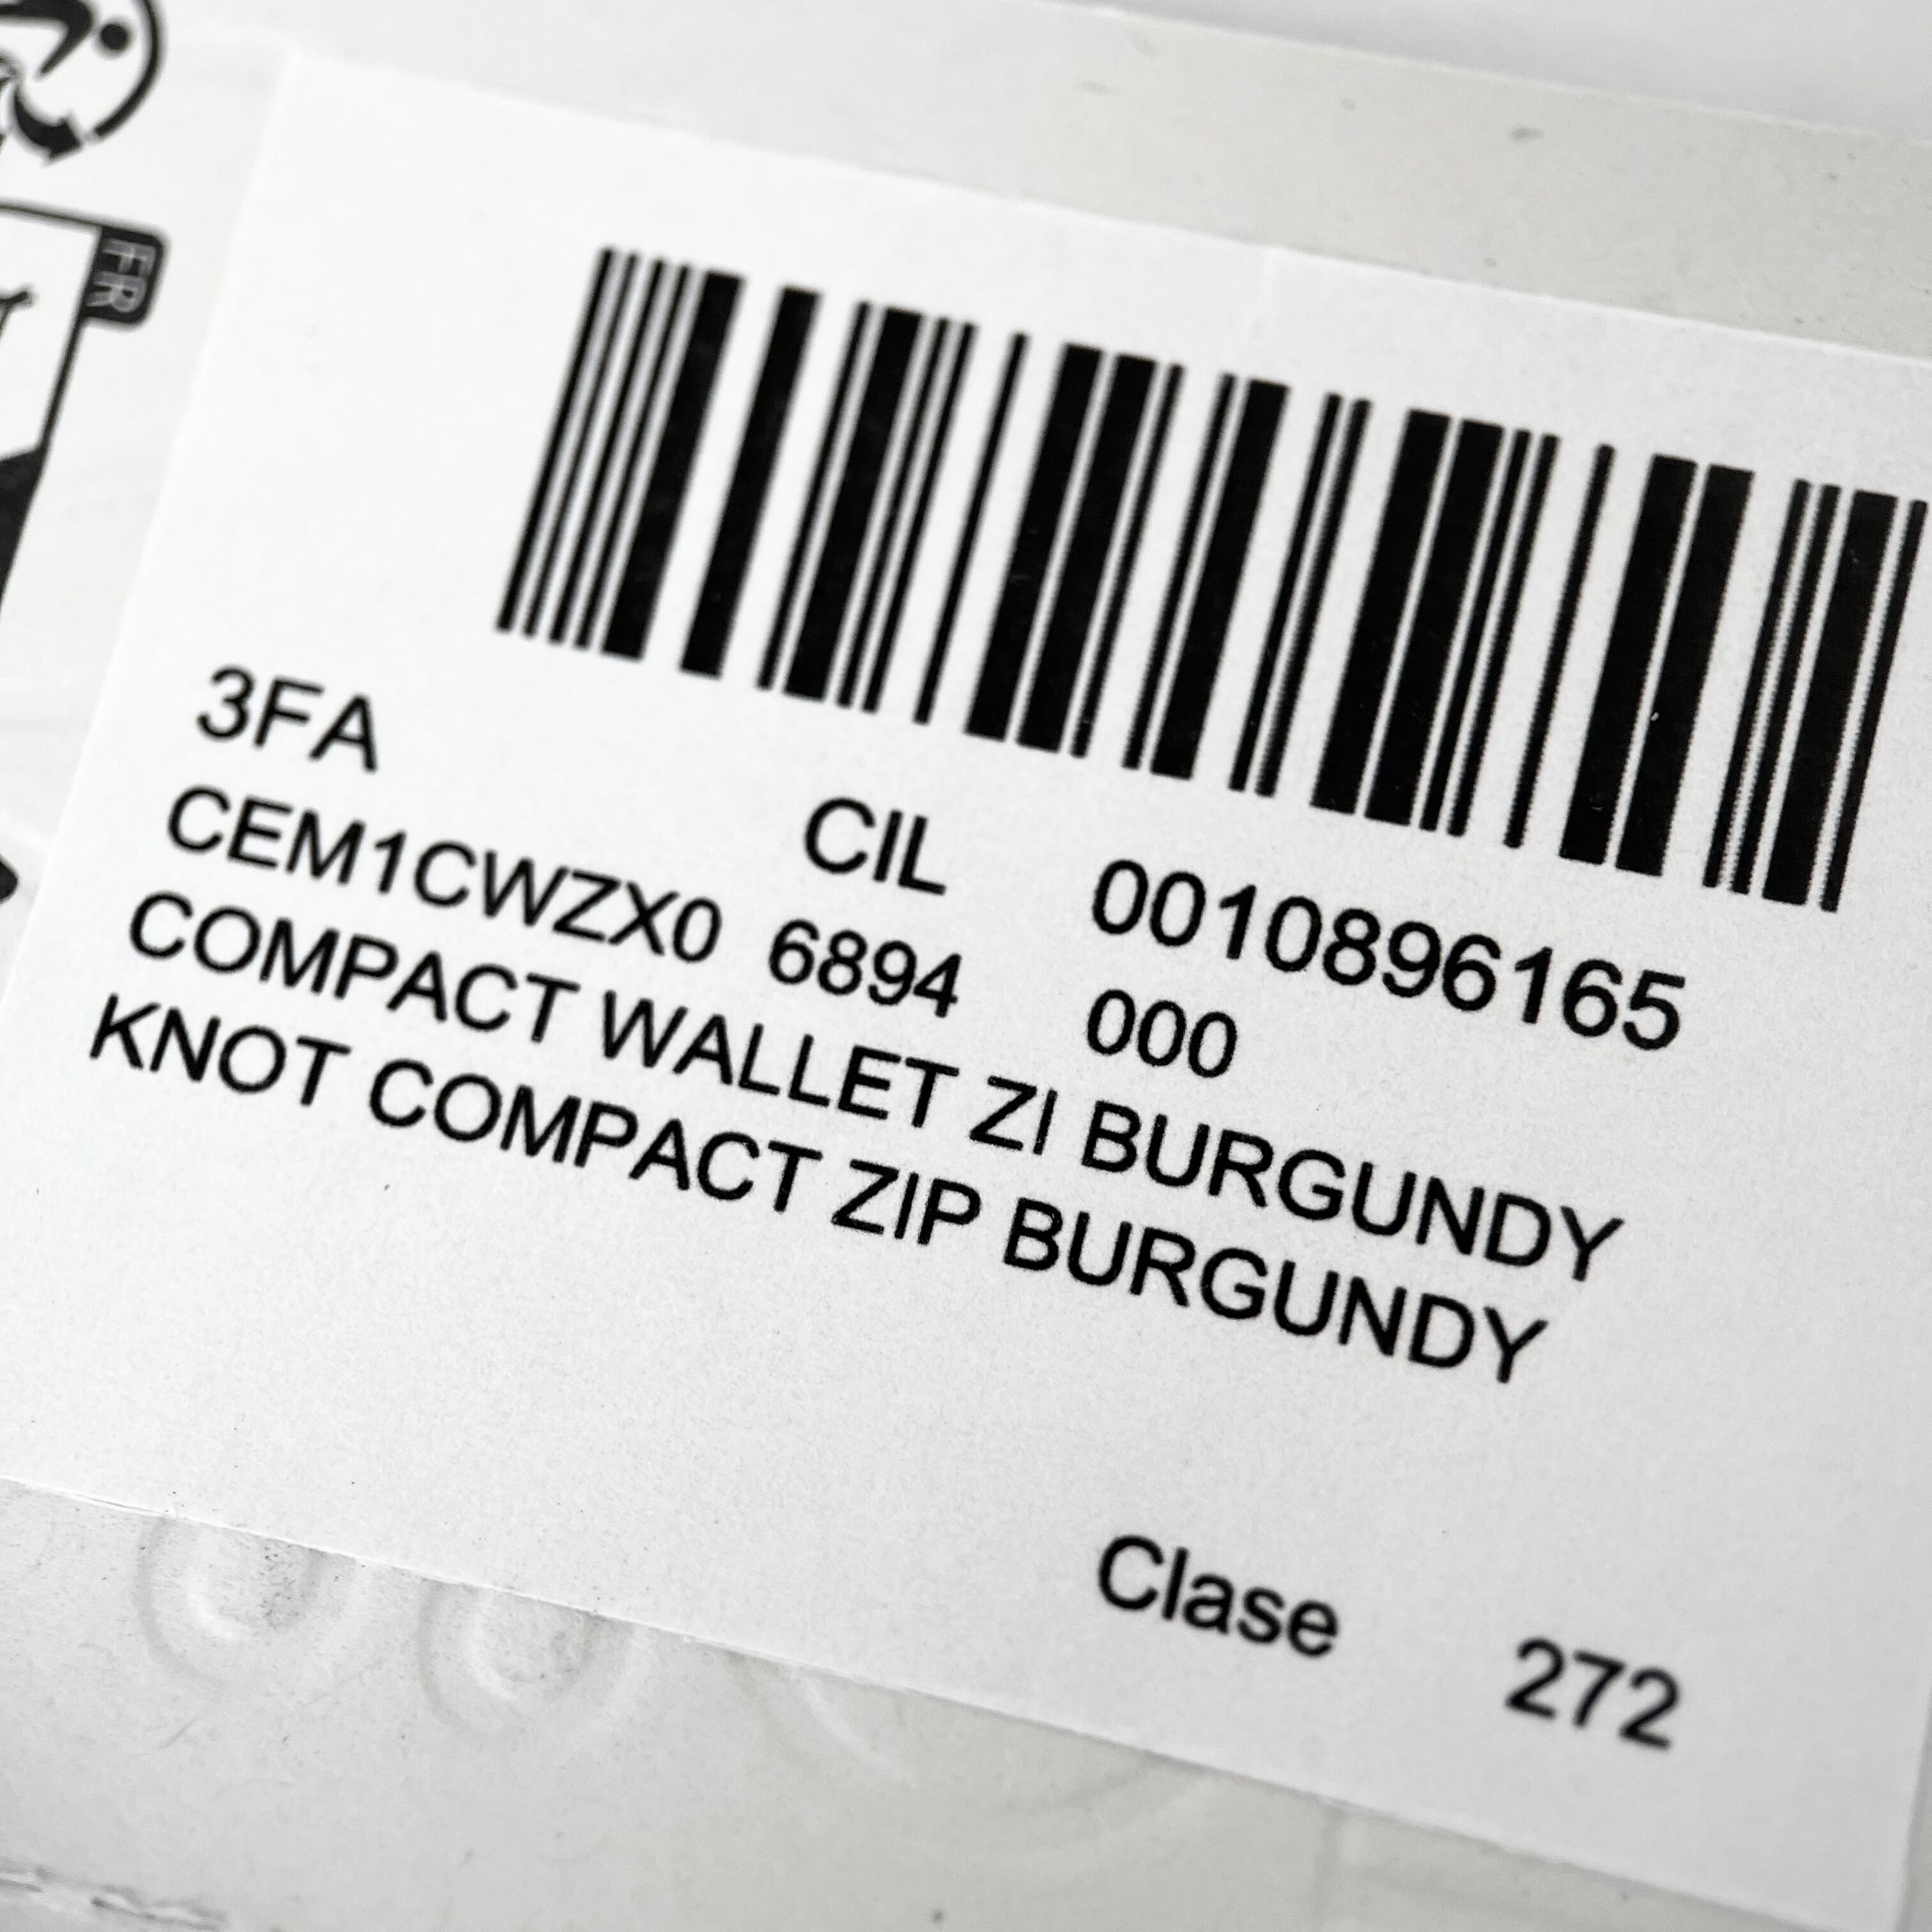 FR
3FA CIL 0010896165
CEM1CWZX0 6894 000
COMPACT WALLET ZI BURGUNDY
KNOT COMPACT ZIP BURGUNDY
Clase 272